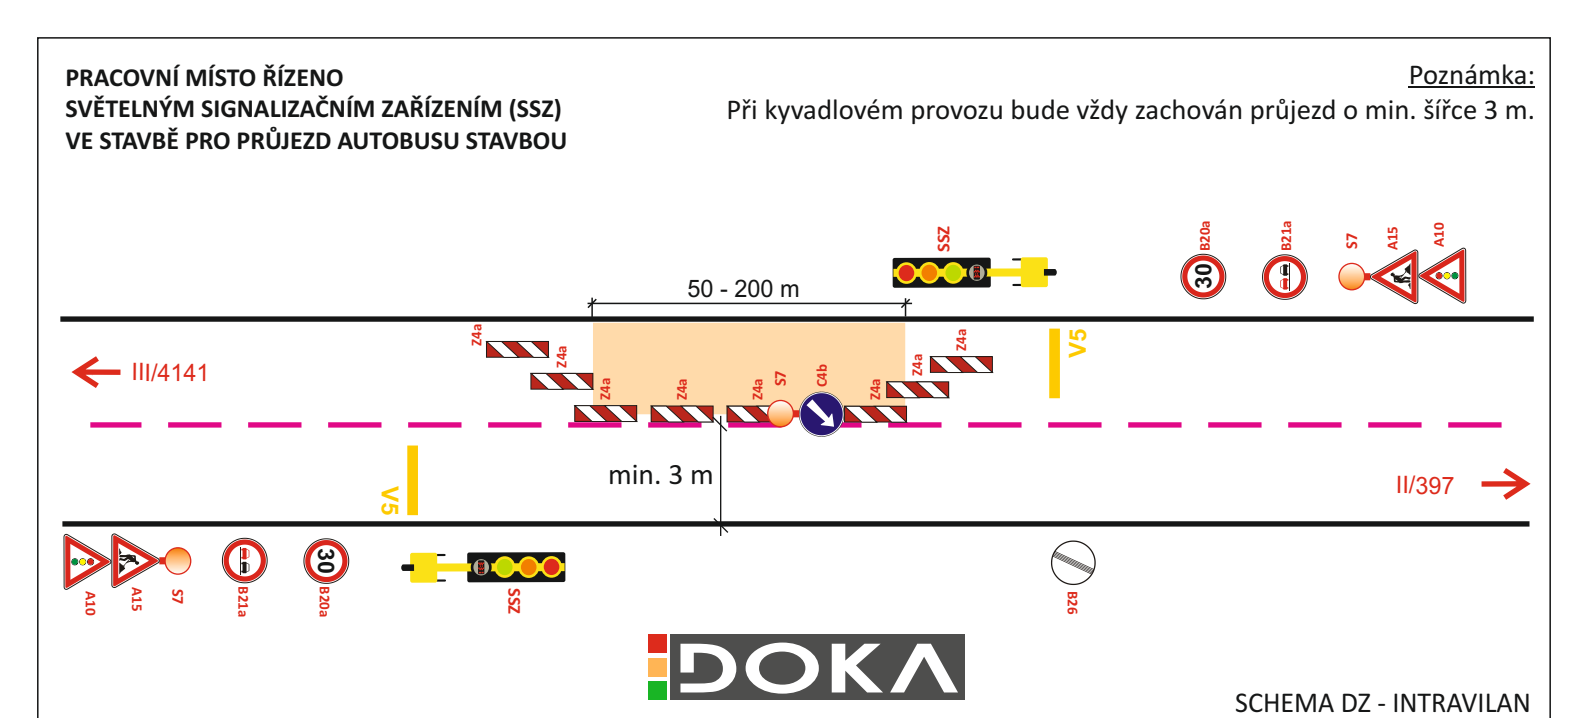 PRACOVNÍ MÍSTO ŘÍZENO
SVĚTELNÝM SIGNALIZAČNÍM ZAŘÍZENÍM (SSZ)
VE STAVBĚ PRO PRŮJEZD AUTOBUSU STAVBOU
Poznámka:
Při kyvadlovém provozu bude vždy zachován průjezd o min. šířce 3 m.
SSZ
B20a
B21a
S7
A15
A10
30
50 - 200 m
Z4a
Z4a
Z4a
Z4a
Z4a
S7
C4b
Z4a
Z4a
Z4a
V5
III/4141
V5
min. 3 m
II/397
30
A10
A15
S7
B21a
B20a
SSZ
B26
DOKA
SCHEMA DZ - INTRAVILAN